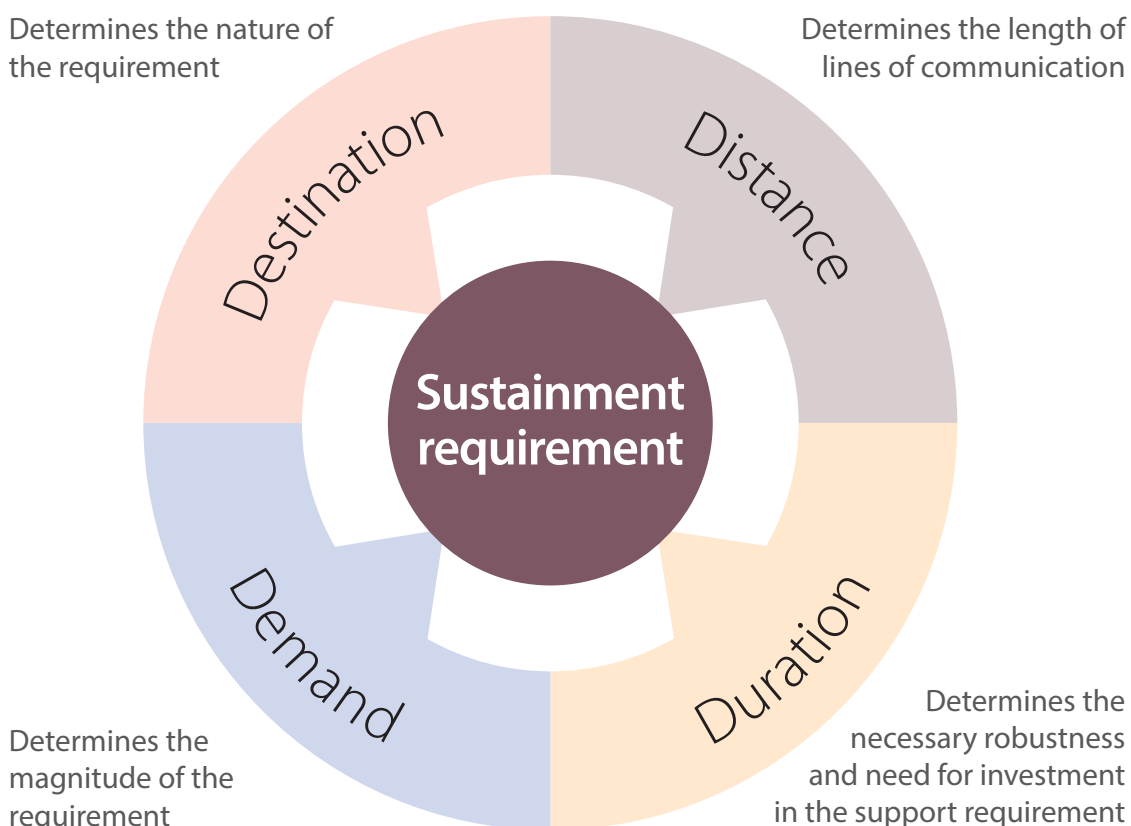 Determines the nature of
the requirement
Determines the length of
lines of communication
Destination
Distance
Sustainment
requirement
Demand
Duration
Determines the
magnitude of the
requirement
Determines the
necessary robustness
and need for investment
in the support requirement